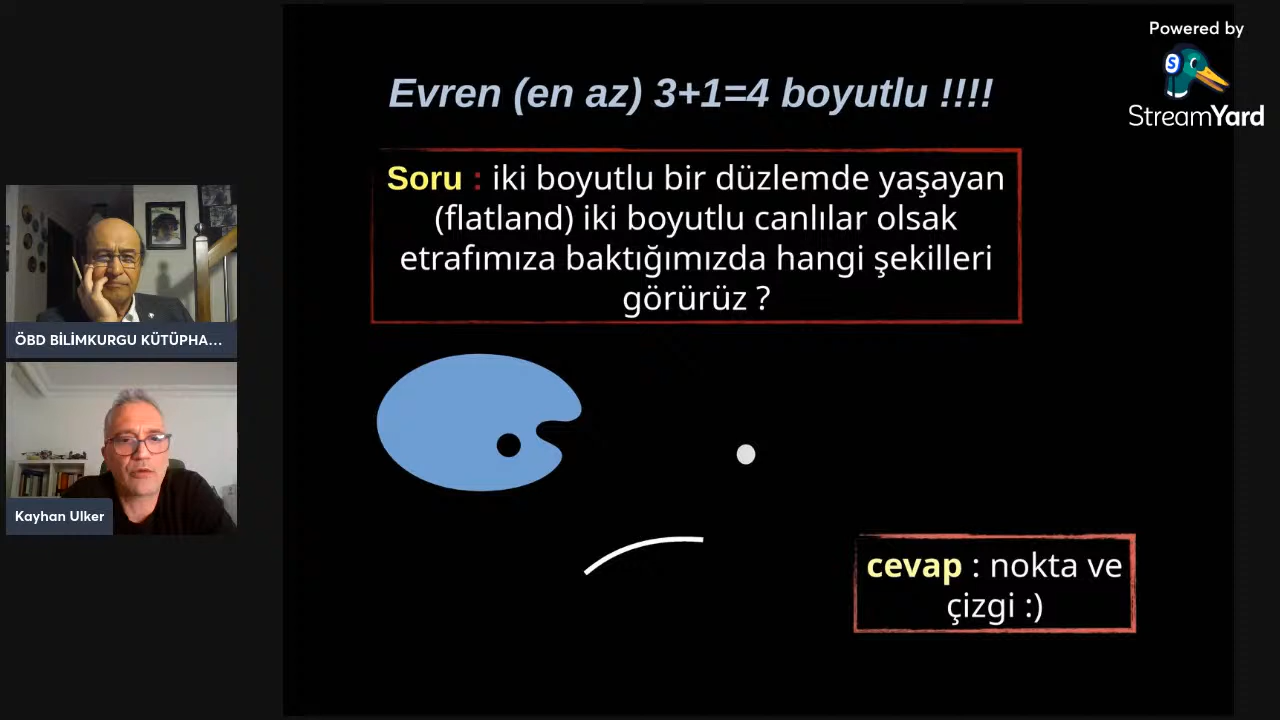 Powered by
S
StreamYard
Evren (en az) 3+1=4 boyutlu !!!!
Soru : iki boyutlu bir düzlemde yaşayan
(flatland) iki boyutlu canlılar olsak
etrafımıza baktığımızda hangi şekilleri
görürüz ?
ÖBD BİLİMKURGU KÜTÜPHA...
Kayhan Ulker
cevap : nokta ve
çizgi :)